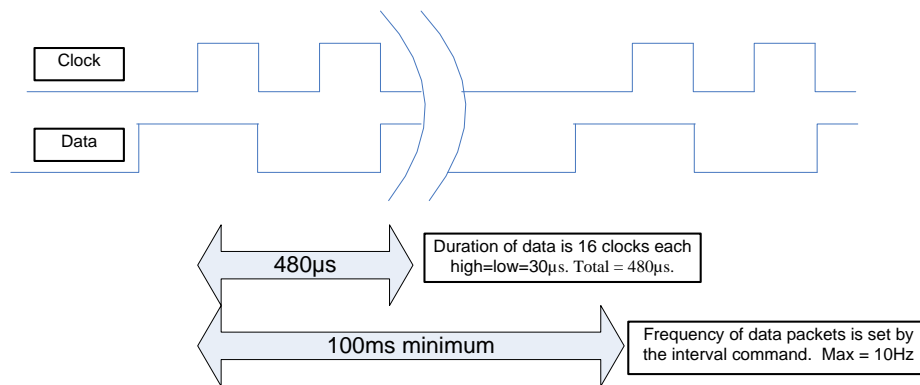 Clock
Data
480µs
Duration of data is 16 clocks each
high=low=30µs. Total = 480µs.
100ms minimum
Frequency of data packets is set by
the interval command.  Max = 10Hz